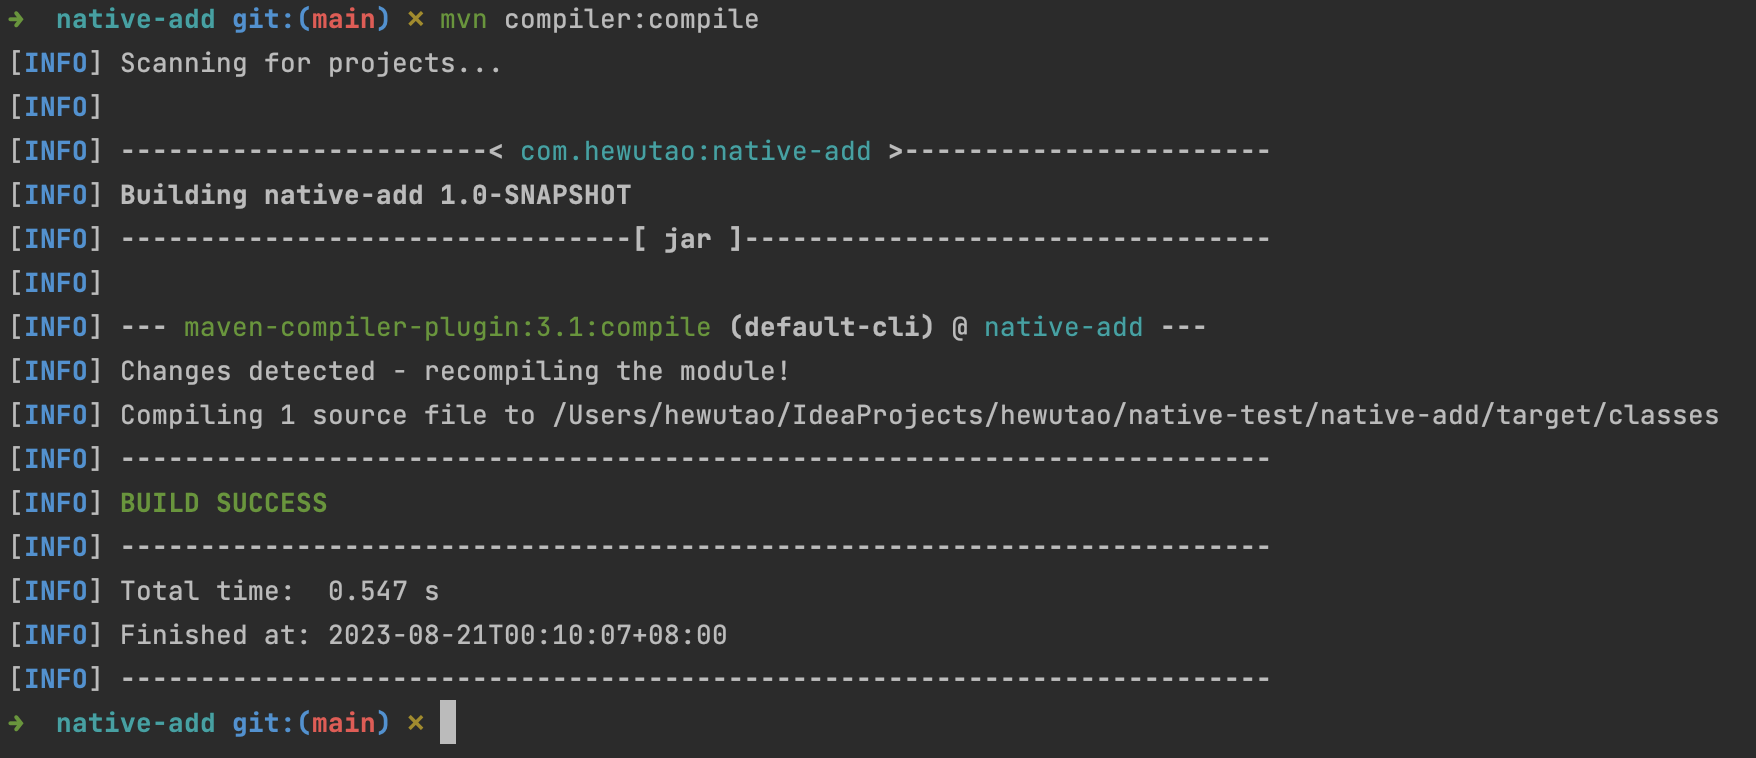 ➜  native-add git:(main) ✗ mvn compiler:compile
[INFO] Scanning for projects...
[INFO]
[INFO] -----------------------< com.hewutao:native-add >-----------------------
[INFO] Building native-add 1.0-SNAPSHOT
[INFO] --------------------------------[ jar ]---------------------------------
[INFO]
[INFO] --- maven-compiler-plugin:3.1:compile (default-cli) @ native-add ---
[INFO] Changes detected - recompiling the module!
[INFO] Compiling 1 source file to /Users/hewutao/IdeaProjects/hewutao/native-test/native-add/target/classes
[INFO] ------------------------------------------------------------------------
[INFO] BUILD SUCCESS
[INFO] ------------------------------------------------------------------------
[INFO] Total time:  0.547 s
[INFO] Finished at: 2023-08-21T00:10:07+08:00
[INFO] ------------------------------------------------------------------------
➜  native-add git:(main) ✗